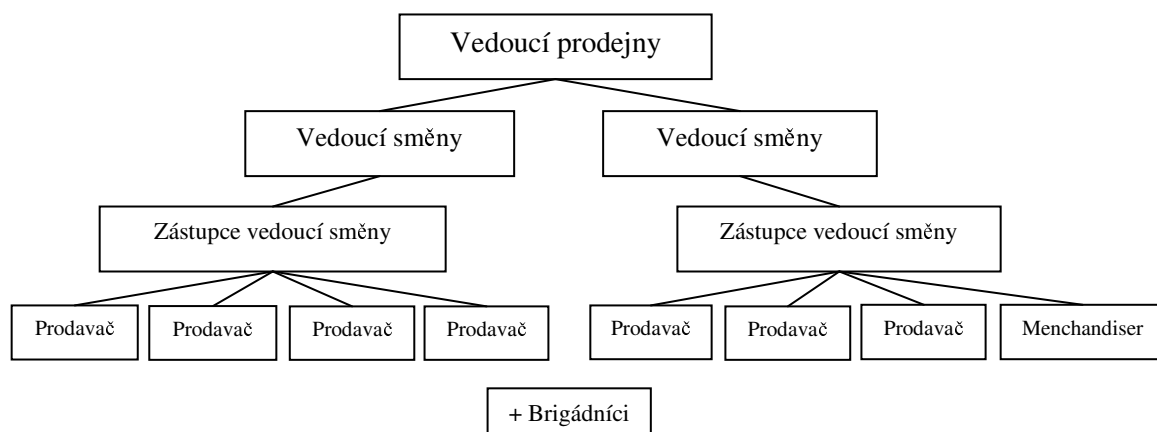 Vedoucí prodejny
Vedoucí směny
Vedoucí směny
Zástupce vedoucí směny
Zástupce vedoucí směny
Prodavač
Prodavač
Prodavač
Prodavač
Prodavač
Prodavač
Prodavač
Menchandiser
+ Brigádníci